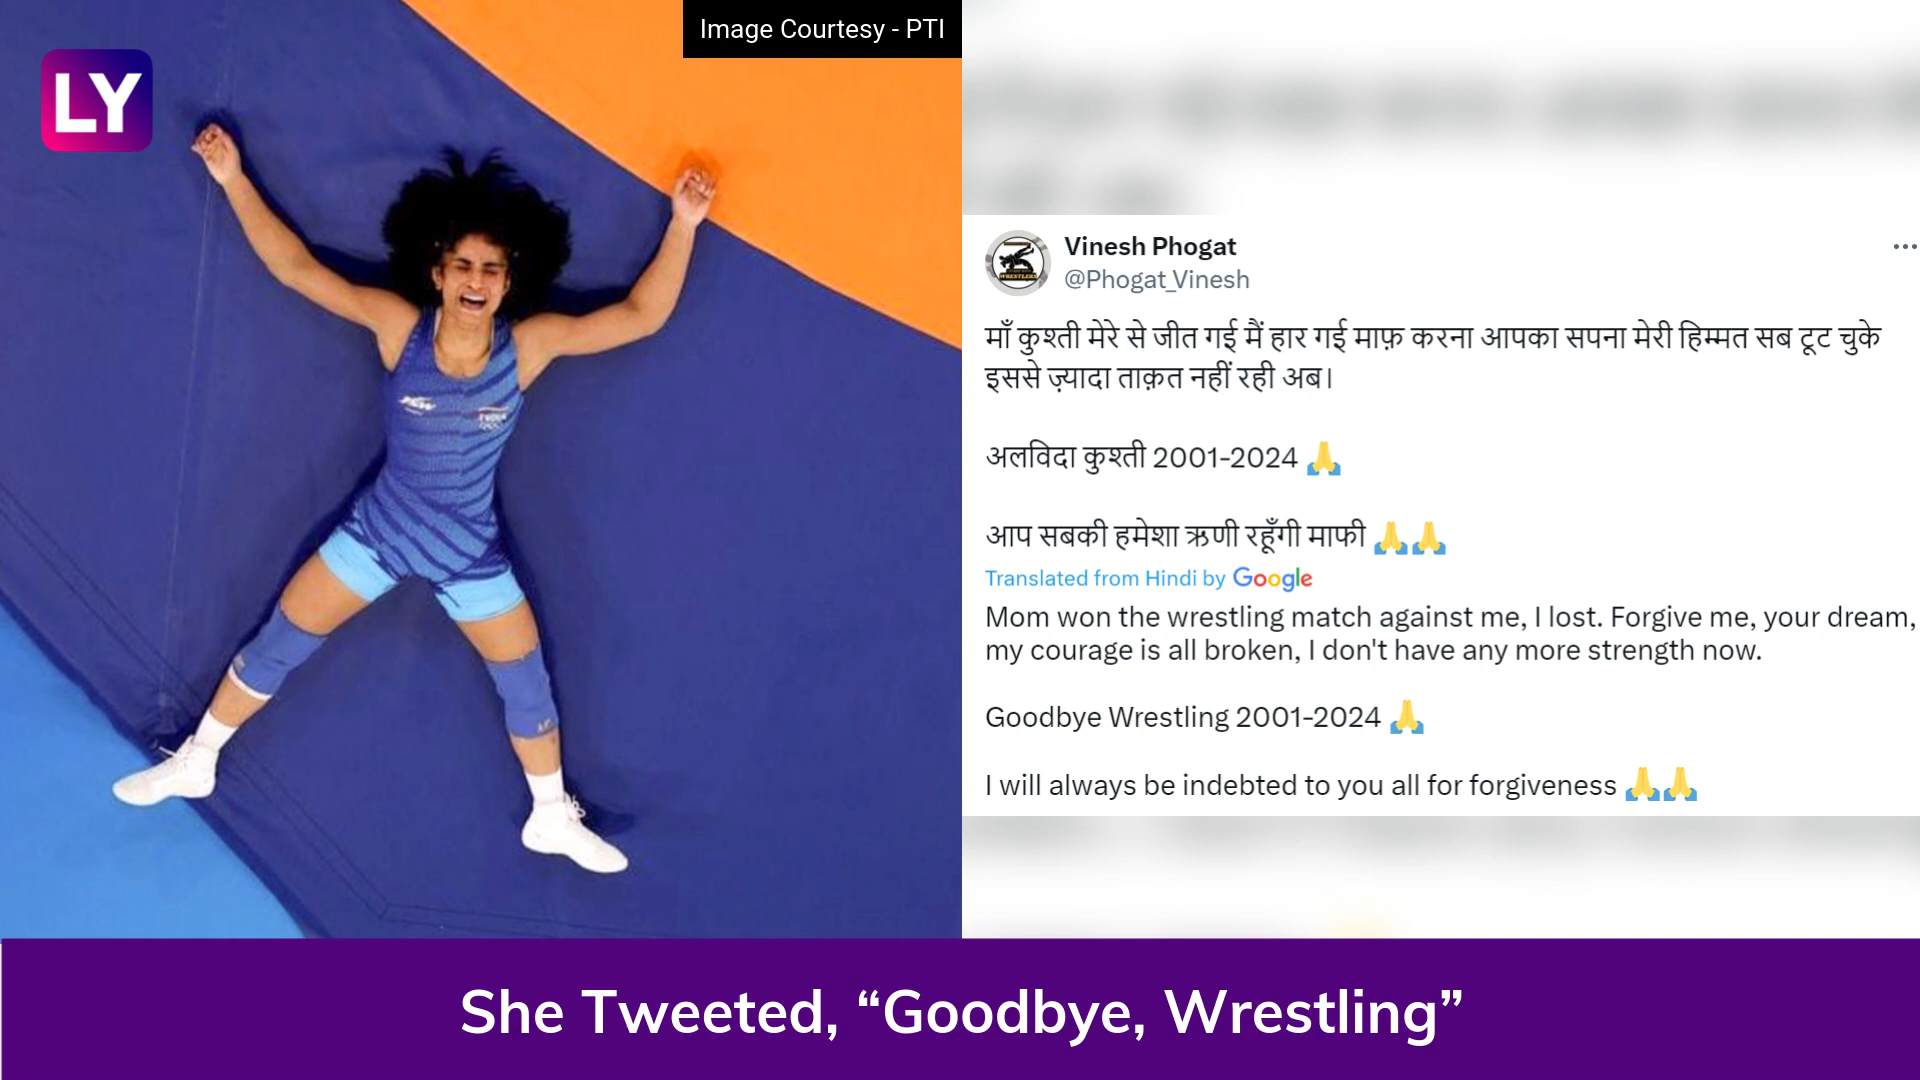 Image Courtesy - PTI
LY
Vinesh Phogat
@Phogat_Vinesh
माँ कुश्ती मेरे से जीत गई मैं हार गई माफ़ करना आपका सपना मेरी हिम्मत सब टूट चुके
इससे ज़्यादा ताक़त नहीं रही अब।
अलविदा कुश्ती 2001-2024 🙏
आप सबकी हमेशा ऋणी रहूँगी माफी 🙏🙏
Translated from Hindi by Google
Mom won the wrestling match against me, I lost. Forgive me, your dream,
my courage is all broken, I don't have any more strength now.
Goodbye Wrestling 2001-2024 🙏
I will always be indebted to you all for forgiveness 🙏🙏
She Tweeted, “Goodbye, Wrestling”
INDIA